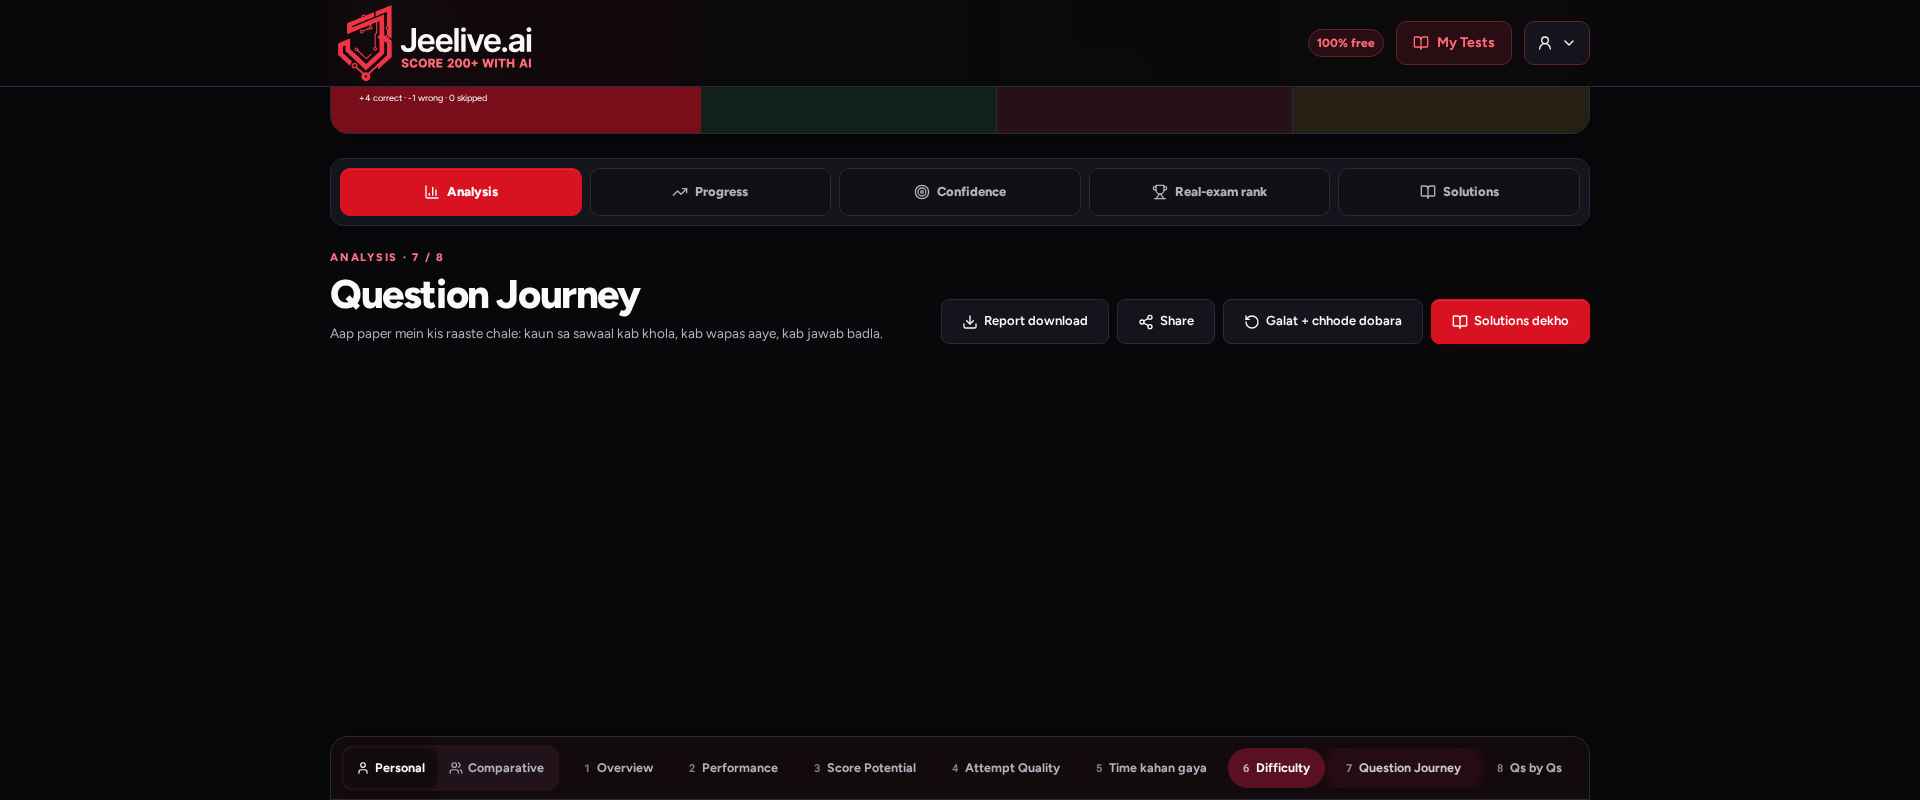 Jeelive.ai
SCORE 200+ WITH AI
100% free
My Tests
+4 correct · -1 wrong · 0 skipped
Analysis
Progress
Confidence
Real-exam rank
Solutions
ANALYSIS · 7 / 8
Question Journey
Aap paper mein kis raaste chale: kaun sa sawaal kab khola, kab wapas aaye, kab jawab badla.
Report download
Share
Galat + chhode dobara
Solutions dekho
Personal
Comparative
1 Overview
2 Performance
3 Score Potential
4 Attempt Quality
5 Time kahan gaya
6 Difficulty
7 Question Journey
8 Qs by Qs